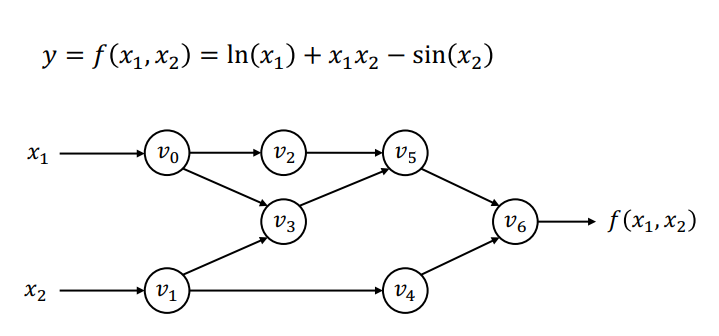 y = f(x₁, x₂) = ln(x₁) + x₁x₂ − sin(x₂)
x₁
v₀
v₂
v₅
v₃
v₆
f(x₁, x₂)
x₂
v₁
v₄